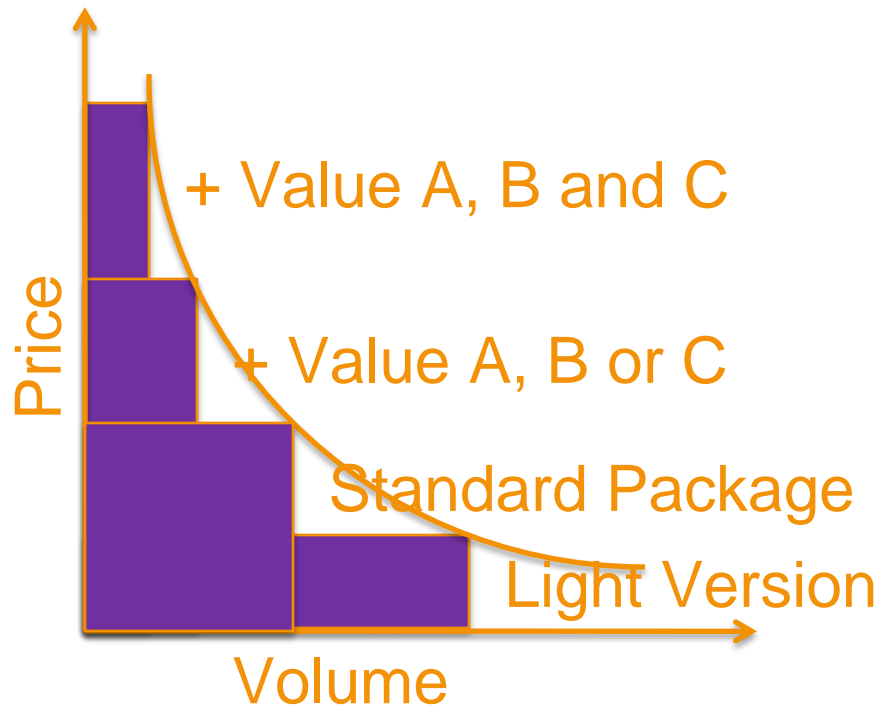 + Value A, B and C
Price
+ Value A, B or C
Standard Package
Light Version
Volume